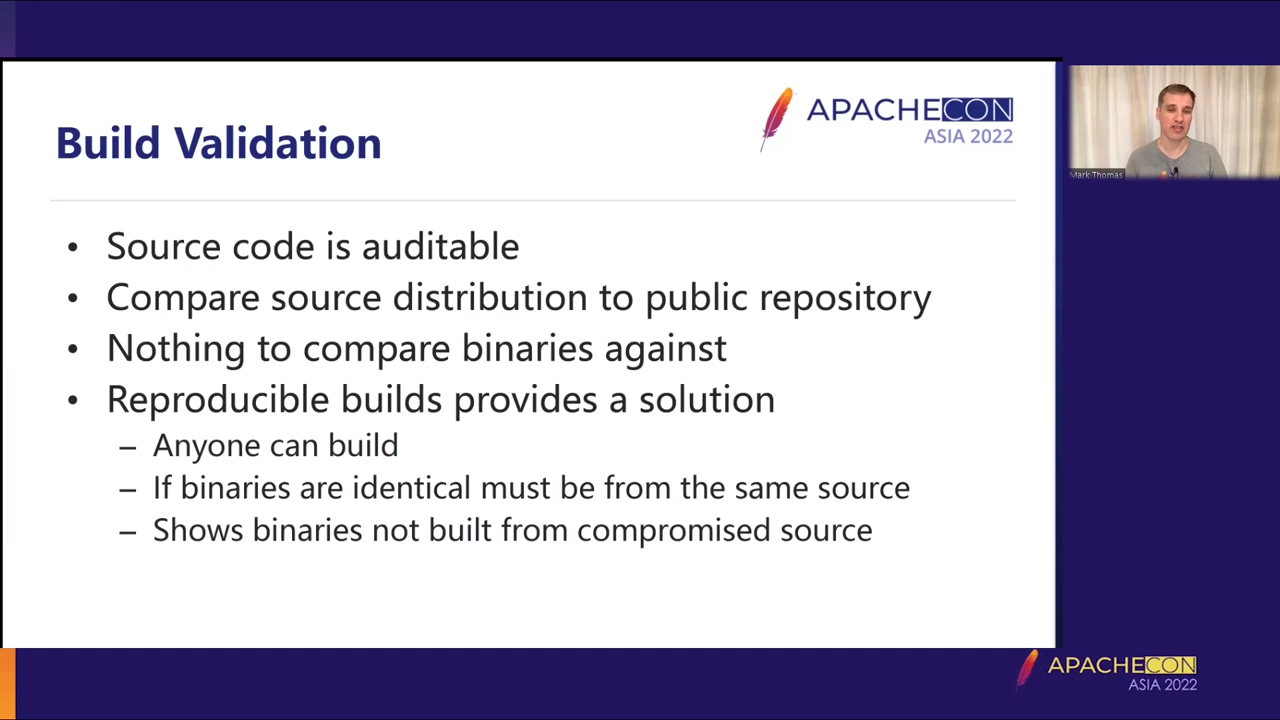 Build Validation
APACHECON
ASIA 2022
• Source code is auditable
• Compare source distribution to public repository
• Nothing to compare binaries against
• Reproducible builds provides a solution
– Anyone can build
– If binaries are identical must be from the same source
– Shows binaries not built from compromised source
Mark Thomas
APACHECON
ASIA 2022